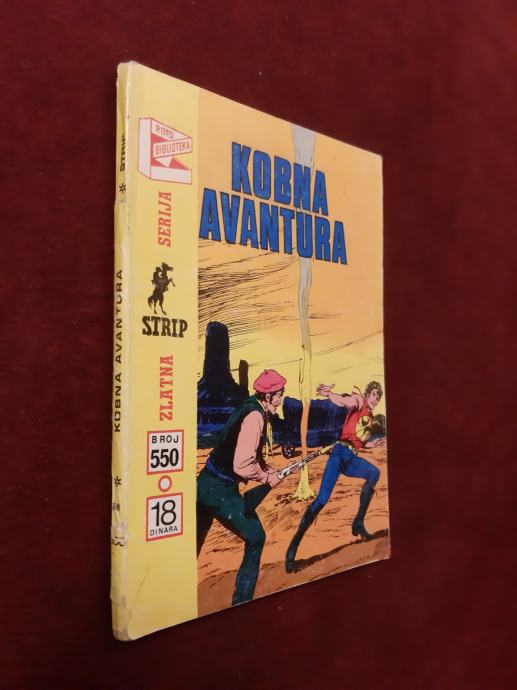 ROTO
BIBLIOTEKA
ZLATNA STRIP SERIJA
BROJ
550
18
DINARA
KOBNA
AVANTURA
KOBNA AVANTURA * STRIP